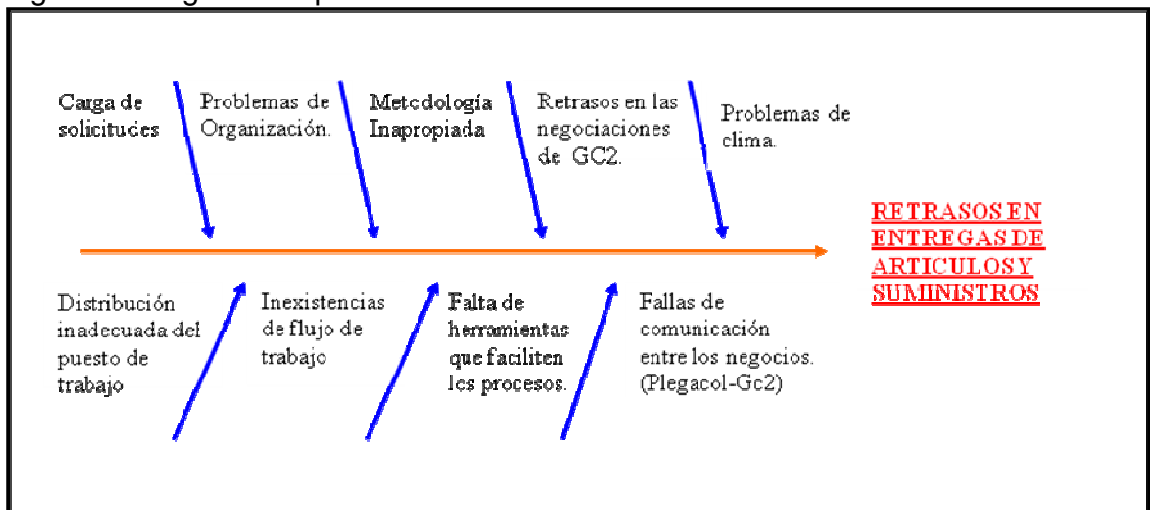 Carga de
solicitudes
Problemas de
Organización.
Metodología
Inapropiada
Retrasos en las
negociaciones
de GC2.
Problemas de
clima.
RETRASOS EN
ENTREGAS DE
ARTICULOS Y
SUMINISTROS
Distribución
inadecuada del
puesto de
trabajo
Inexistencias
de flujo de
trabajo
Falta de
herramientas
que faciliten
los procesos.
Fallas de
comunicación
entre los negocios.
(Plegacol-Gc2)